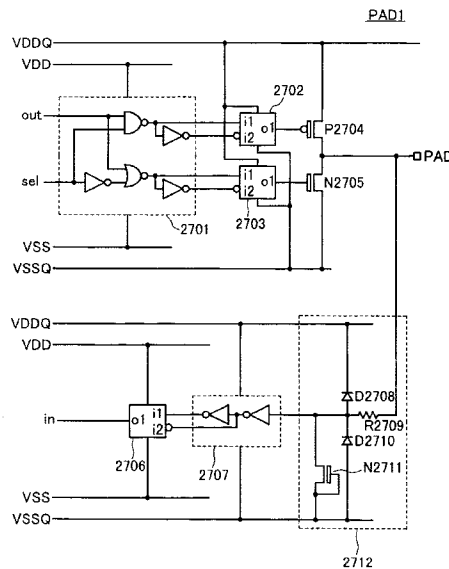 PAD1
VDDQ
VDD
2702
out
i1
i2
o1
P2704
PAD
sel
i1
i2
o1
N2705
2703
2701
VSS
VSSQ
VDDQ
VDD
D2708
in
o1
i1
i2
R2709
D2710
2706
2707
N2711
VSS
VSSQ
2712